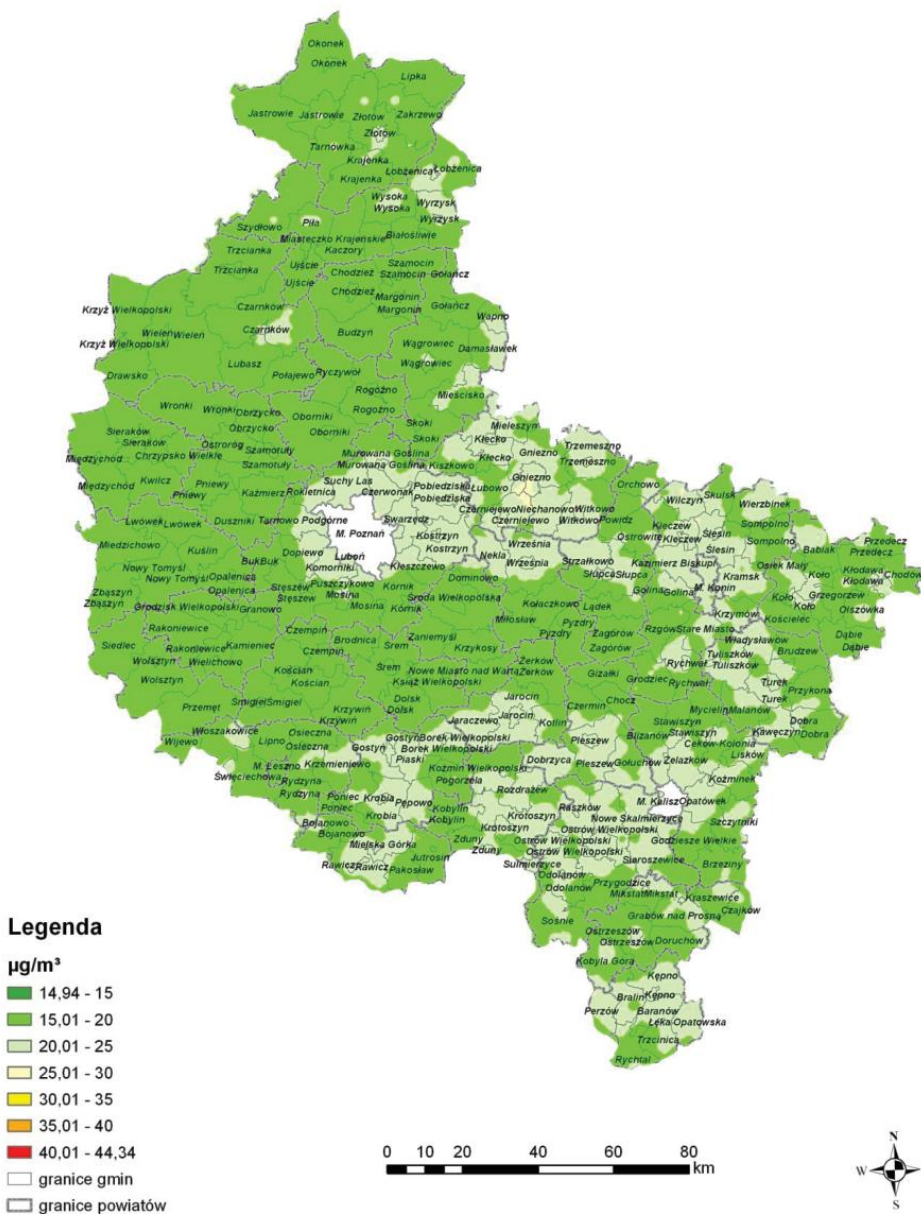 Okonek
Okonek
Lipka
Jastrowie
Jastrowie
Złotów
Zakrzewo
Złotów
Tarnówka
Krajenka
Krajenka
Łobżenica
Łobżenica
Wysoka
Wysoka
Wyrzysk
Wyrzysk
Szydłowo
Piła
Miasteczko Krajeńskie
Białośliwie
Kaczory
Trzcianka
Trzcianka
Ujście
Ujście
Chodzież
Chodzież
Szamocin
Szamocin
Gołańcz
Gołańcz
Margonin
Margonin
Krzyż Wielkopolski
Krzyż Wielkopolski
Wieleń
Wieleń
Czarnków
Czarnków
Budzyń
Wapno
Damasławek
Wągrowiec
Wągrowiec
Drawsko
Lubasz
Połajewo
Ryczywół
Rogoźno
Rogoźno
Mieścisko
Wronki
Wronki
Obrzycko
Obrzycko
Oborniki
Oborniki
Skoki
Skoki
Mieleszyn
Kłecko
Kłecko
Gniezno
Gniezno
Trzemeszno
Trzemeszno
Sieraków
Sieraków
Ostroróg
Szamotuły
Szamotuły
Murowana Goślina
Murowana Goślina
Kiszkowo
Międzychód
Międzychód
Chrzypsko Wielkie
Kwilcz
Pniewy
Pniewy
Kaźmierz
Rokietnica
Suchy Las
Czerwonak
Pobiedziska
Pobiedziska
Łubowo
Orchowo
Wilczyn
Skulsk
Wierzbinek
Lwówek
Lwówek
Duszniki
Tarnowo Podgórne
M. Poznań
Swarzędz
Czerniejewo
Czerniejewo
Niechanowo
Witkowo
Witkowo
Powidz
Kleczew
Kleczew
Ślesin
Ślesin
Sompolno
Sompolno
Przedecz
Przedecz
Miedzichowo
Kuślin
Buk
Buk
Dopiewo
Luboń
Komorniki
Kostrzyn
Kostrzyn
Nekla
Września
Września
Strzałkowo
Ostrowite
Kazimierz Biskupi
Babiak
Osiek Mały
Kłodawa
Kłodawa
Chodów
Nowy Tomyśl
Nowy Tomyśl
Opalenica
Opalenica
Stęszew
Stęszew
Puszczykowo
Mosina
Mosina
Kleszczewo
Kórnik
Kórnik
Dominowo
Słupca
Słupca
Golina
Golina
M. Konin
Kramsk
Koło
Koło
Grzegorzew
Olszówka
Zbąszyń
Zbąszyń
Grodzisk Wielkopolski
Granowo
Środa Wielkopolska
Kołaczkowo
Miłosław
Lądek
Krzymów
Kościelec
Dąbie
Dąbie
Siedlec
Rakoniewice
Rakoniewice
Kamieniec
Wielichowo
Wolsztyn
Wolsztyn
Czempiń
Czempiń
Brodnica
Śrem
Śrem
Zaniemyśl
Krzykosy
Pyzdry
Pyzdry
Zagórów
Zagórów
Rzgów
Stare Miasto
Władysławów
Tuliszków
Tuliszków
Brudzew
Kościan
Kościan
Nowe Miasto nad Wartą
Książ Wielkopolski
Żerków
Żerków
Gizałki
Grodziec
Rychwał
Rychwał
Turek
Turek
Przykona
Przemęt
Śmigiel
Śmigiel
Krzywiń
Krzywiń
Dolsk
Dolsk
Jarocin
Jarocin
Jaraczewo
Kotlin
Czermin
Chocz
Mycielin
Malanów
Dobra
Dobra
Kawęczyn
Wijewo
Włoszakowice
Lipno
Osieczna
Osieczna
Gostyń
Gostyń
Borek Wielkopolski
Borek Wielkopolski
Piaski
Pleszew
Pleszew
Blizanów
Stawiszyn
Stawiszyn
Ceków-Kolonia
Lisków
Święciechowa
M. Leszno
Rydzyna
Rydzyna
Krzemieniewo
Koźmin Wielkopolski
Pogorzela
Dobrzyca
Gołuchów
Żelazków
Koźminek
Poniec
Poniec
Krobia
Krobia
Pępowo
Kobylin
Kobylin
Rozdrażew
Krotoszyn
Krotoszyn
Raszków
Nowe Skalmierzyce
M. Kalisz
Opatówek
Szczytniki
Bojanowo
Bojanowo
Miejska Górka
Rawicz
Rawicz
Jutrosin
Pakosław
Zduny
Zduny
Ostrów Wielkopolski
Ostrów Wielkopolski
Ostrów Wielkopolski
Godziesze Wielkie
Sulmierzyce
Sieroszewice
Brzeziny
Odolanów
Odolanów
Przygodzice
Mikstat
Mikstat
Kraszewice
Czajków
Sośnie
Grabów nad Prosną
Ostrzeszów
Ostrzeszów
Doruchów
Kobyla Góra
Kępno
Kępno
Bralin
Perzów
Baranów
Łęka Opatowska
Trzcinica
Rychtal
Legenda
µg/m³
14,94 - 15
15,01 - 20
20,01 - 25
25,01 - 30
30,01 - 35
35,01 - 40
40,01 - 44,34
granice gmin
granice powiatów
0 10 20 40 60 80
km
N
W
E
S